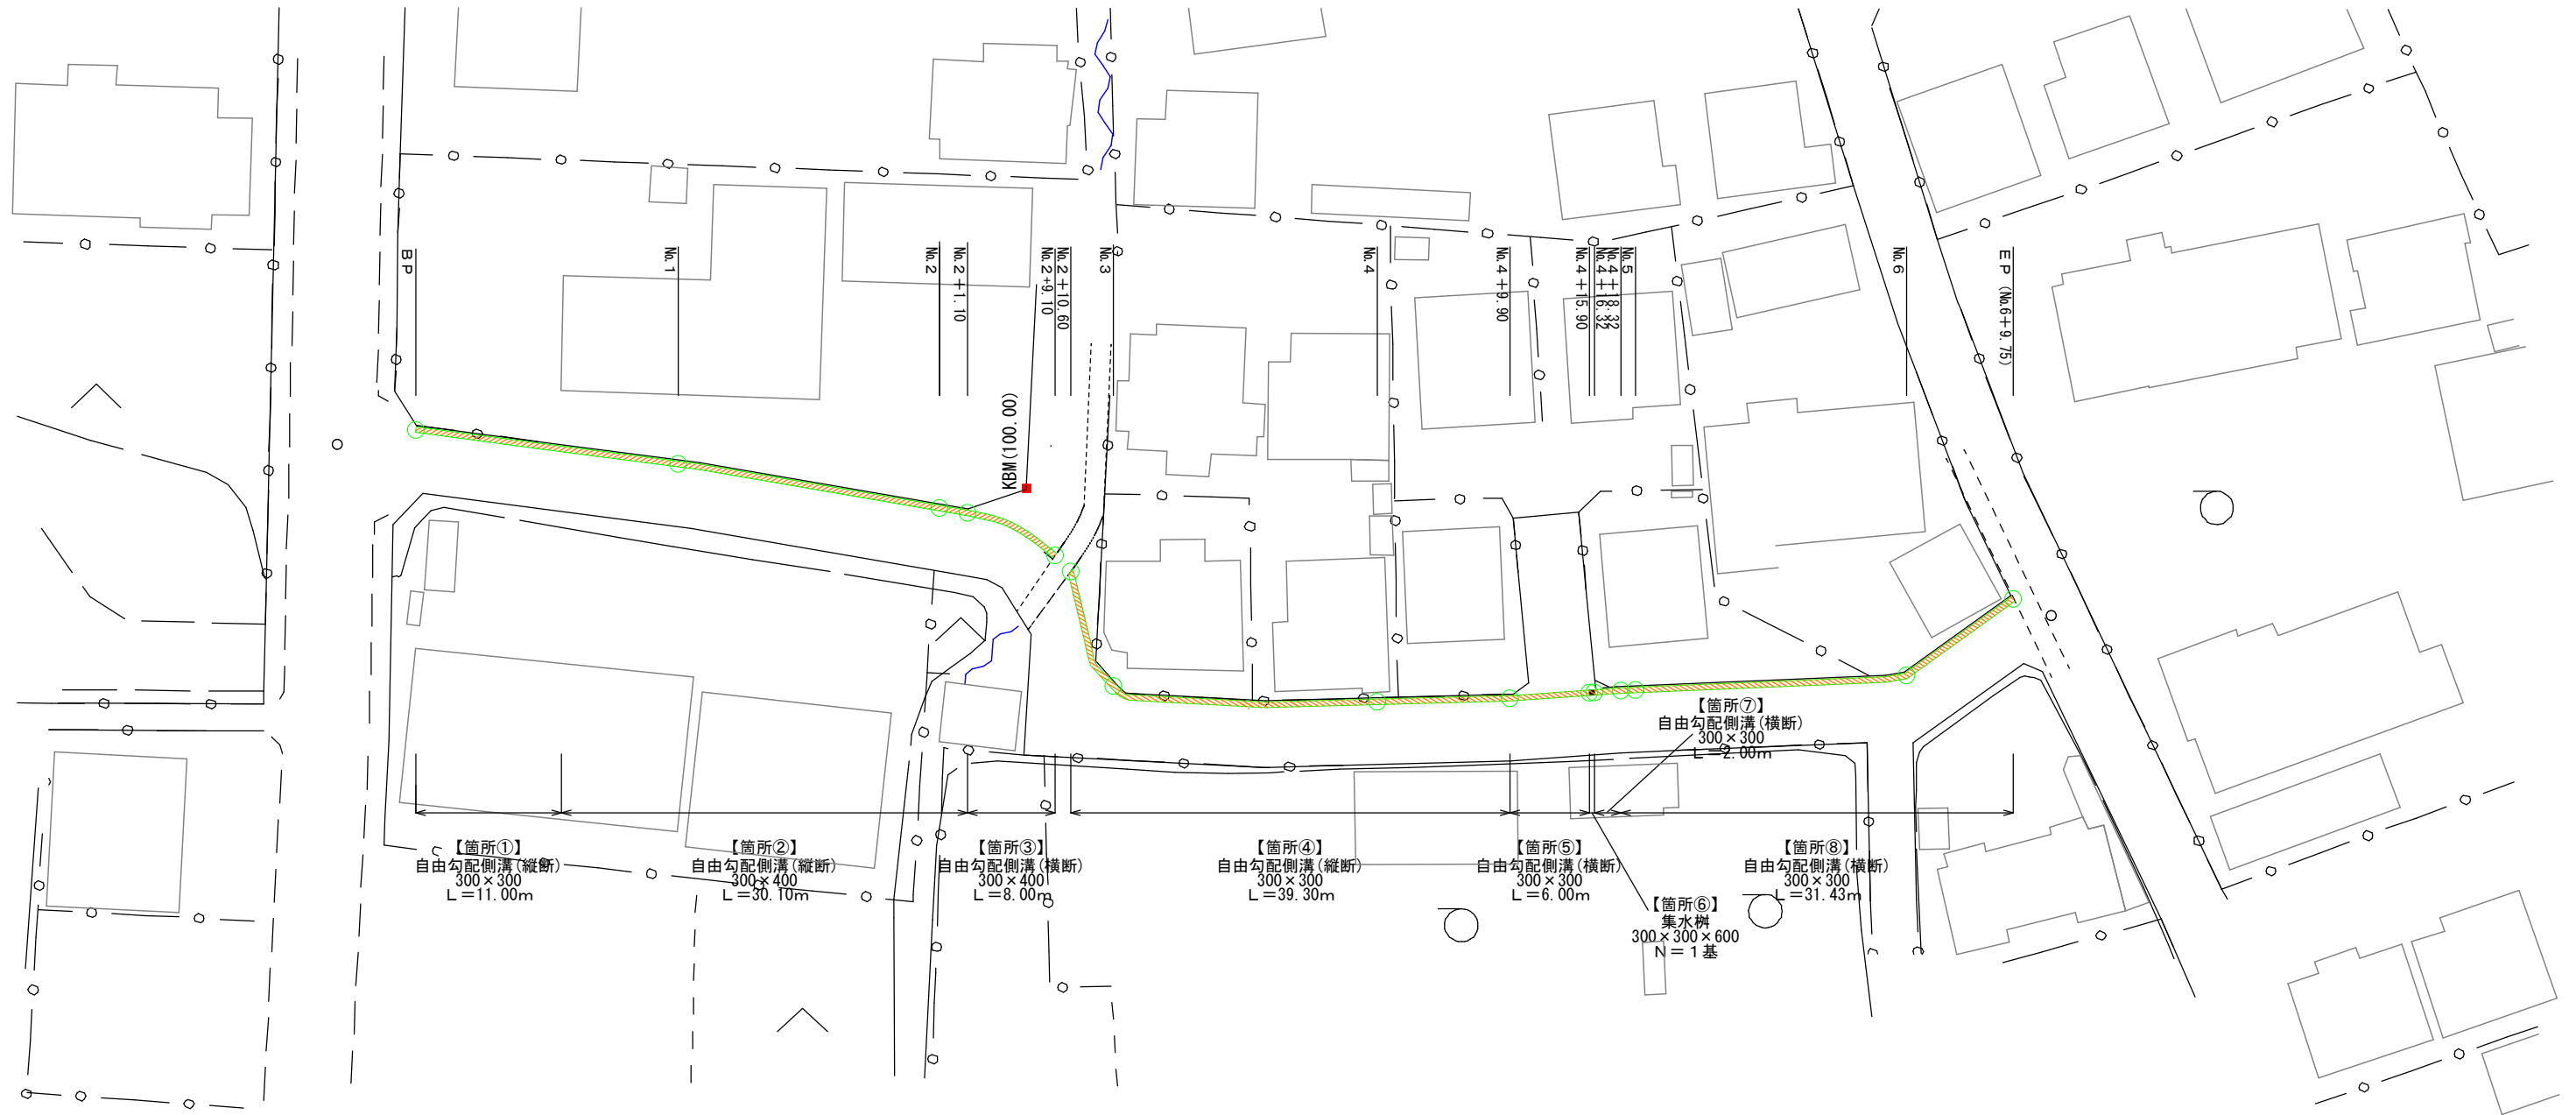 BP
No.1
No.2
No.2+1.10
No.2+9.10
No.2+10.60
No.3
No.4
No.4+9.90
No.4+15.90
No.4+16.32
No.4+18.32
No.5
No.6
EP (No.6+9.75)
KBM(100.00)
【箇所⑦】
自由勾配側溝(横断)
300×300
L=2.00m
【箇所①】
自由勾配側溝(縦断)
300×300
L=11.00m
【箇所②】
自由勾配側溝(縦断)
300×400
L=30.10m
【箇所③】
自由勾配側溝(横断)
300×400
L=8.00m
【箇所④】
自由勾配側溝(縦断)
300×300
L=39.30m
【箇所⑤】
自由勾配側溝(横断)
300×300
L=6.00m
【箇所⑧】
自由勾配側溝(横断)
300×300
L=31.43m
【箇所⑥】
集水桝
300×300×600
N=1基